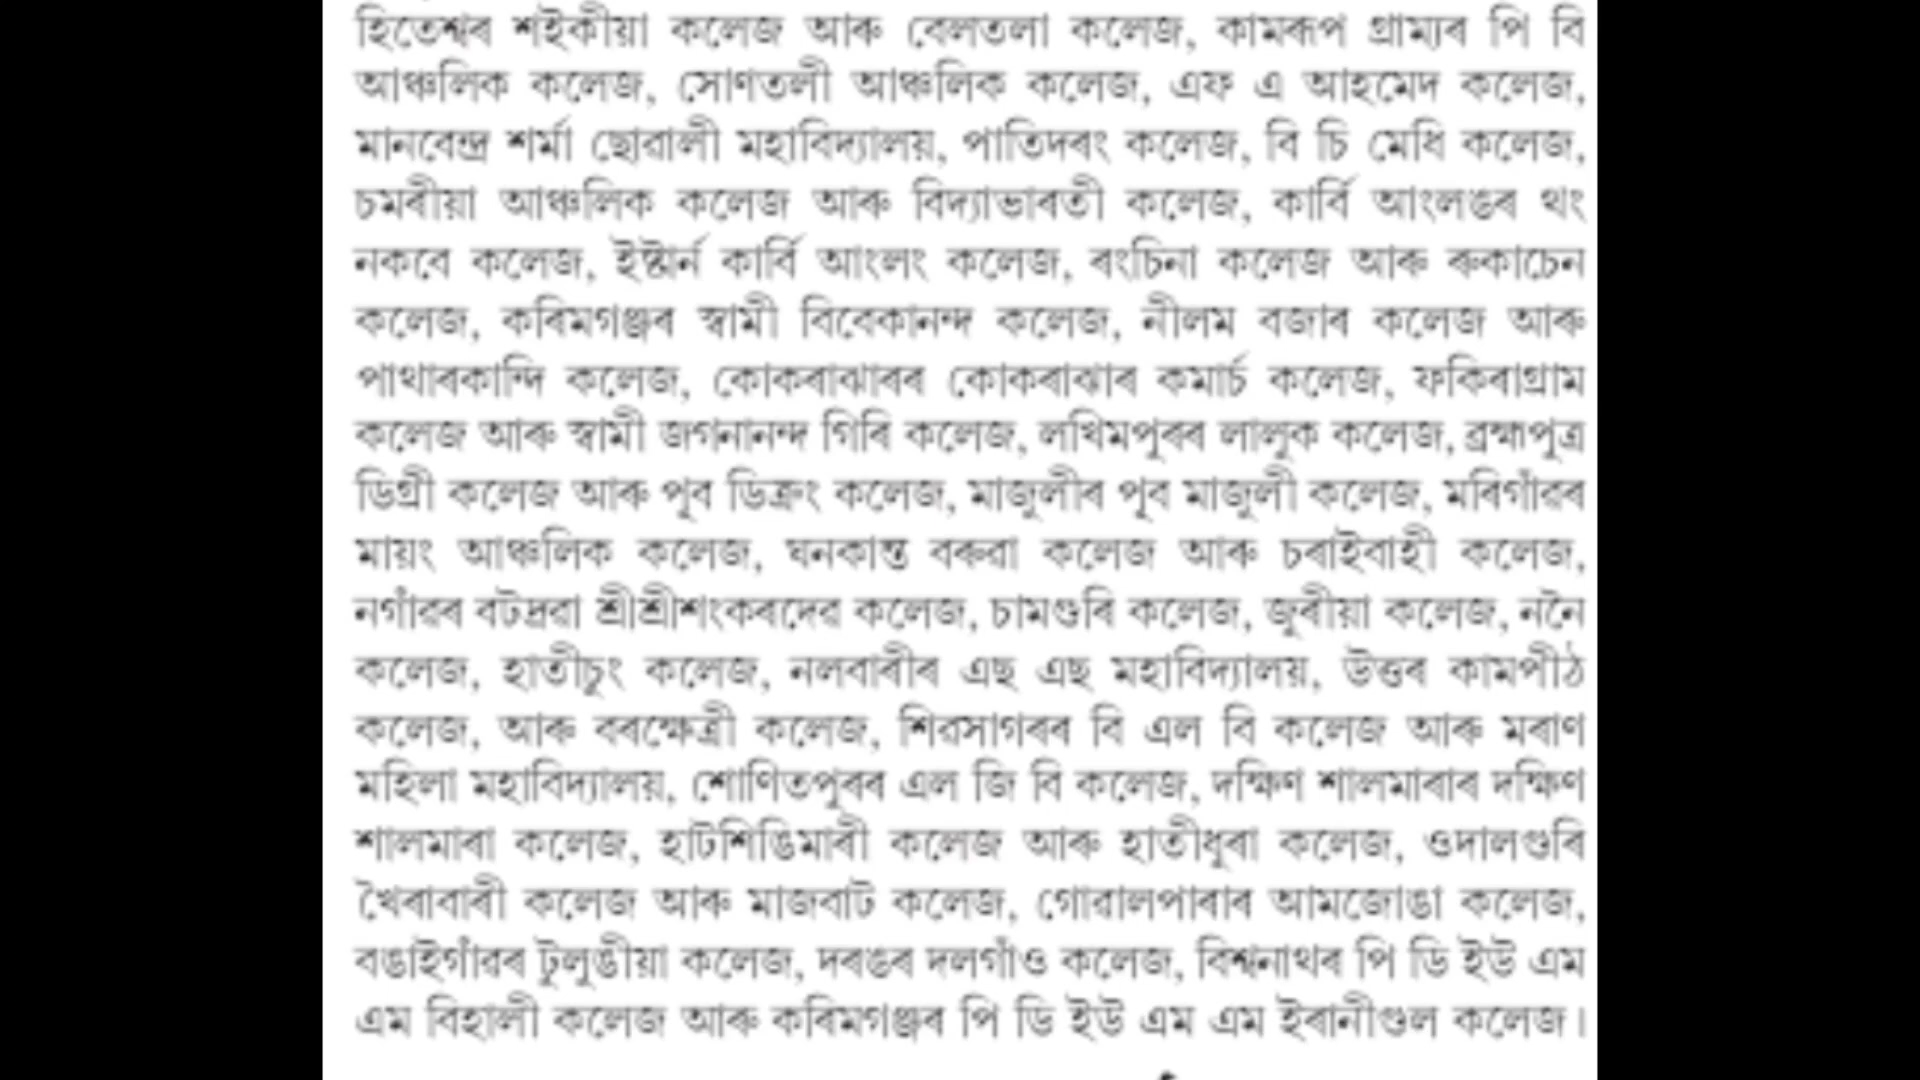 হিতেশ্বৰ শইকীয়া কলেজ আৰু বেলতলা কলেজ, কামৰূপ গ্ৰাম্যৰ পি বি
আঞ্চলিক কলেজ, সোণতলী আঞ্চলিক কলেজ, এফ এ আহমেদ কলেজ,
মানবেন্দ্ৰ শৰ্মা ছোৱালী মহাবিদ্যালয়, পাতিদৰং কলেজ, বি চি মেধি কলেজ,
চমৰীয়া আঞ্চলিক কলেজ আৰু বিদ্যাভাৰতী কলেজ, কাৰ্বি আংলঙৰ থং
নকবে কলেজ, ইষ্টাৰ্ন কাৰ্বি আংলং কলেজ, ৰংচিনা কলেজ আৰু ৰুকাচেন
কলেজ, কৰিমগঞ্জৰ স্বামী বিবেকানন্দ কলেজ, নীলম বজাৰ কলেজ আৰু
পাথাৰকান্দি কলেজ, কোকৰাঝাৰৰ কোকৰাঝাৰ কমাৰ্চ কলেজ, ফকিৰাগ্ৰাম
কলেজ আৰু স্বামী জগনানন্দ গিৰি কলেজ, লখিমপুৰৰ লালুক কলেজ, ব্ৰহ্মপুত্ৰ
ডিগ্ৰী কলেজ আৰু পূব ডিক্ৰং কলেজ, মাজুলীৰ পূব মাজুলী কলেজ, মৰিগাঁৱৰ
মায়ং আঞ্চলিক কলেজ, ঘনকান্ত বৰুৱা কলেজ আৰু চৰাইবাহী কলেজ,
নগাঁৱৰ বটদ্ৰৱা শ্ৰীশ্ৰীশংকৰদেৱ কলেজ, চামগুৰি কলেজ, জুৰীয়া কলেজ, ননৈ
কলেজ, হাতীচুং কলেজ, নলবাৰীৰ এছ এছ মহাবিদ্যালয়, উত্তৰ কামপীঠ
কলেজ, আৰু বৰক্ষেত্ৰী কলেজ, শিৱসাগৰৰ বি এল বি কলেজ আৰু মৰাণ
মহিলা মহাবিদ্যালয়, শোণিতপুৰৰ এল জি বি কলেজ, দক্ষিণ শালমাৰাৰ দক্ষিণ
শালমাৰা কলেজ, হাটশিঙিমাৰী কলেজ আৰু হাতীধুৰা কলেজ, ওদালগুৰি
খৈৰাবাৰী কলেজ আৰু মাজবাট কলেজ, গোৱালপাৰাৰ আমজোঙা কলেজ,
বঙাইগাঁৱৰ টুলুঙীয়া কলেজ, দৰঙৰ দলগাঁও কলেজ, বিশ্বনাথৰ পি ডি ইউ এম
এম বিহালী কলেজ আৰু কৰিমগঞ্জৰ পি ডি ইউ এম এম ইৰানীগুল কলেজ।